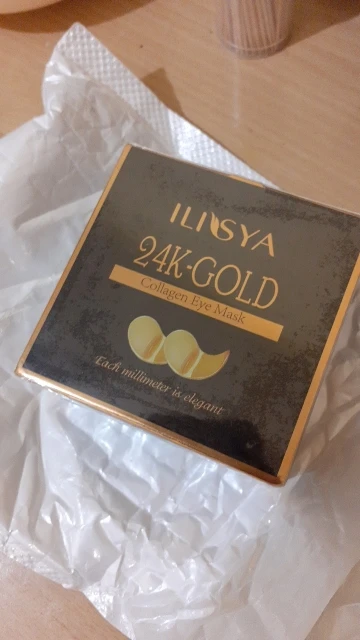 ILISYA
24K-GOLD
Collagen Eye Mask
Each millimeter is elegant